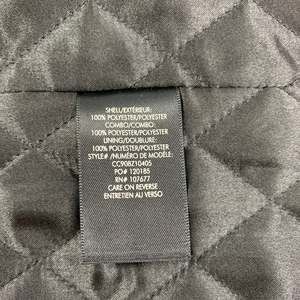 SHELL/EXTÉRIEUR:
100% POLYESTER/POLYESTER
COMBO/COMBO:
100% POLYESTER/POLYESTER
LINING/DOUBLURE:
100% POLYESTER/POLYESTER
STYLE# /NUMÉRO DE MODÈLE:
CC908Z10405
PO# 120185
RN# 107677
CARE ON REVERSE
ENTRETIEN AU VERSO